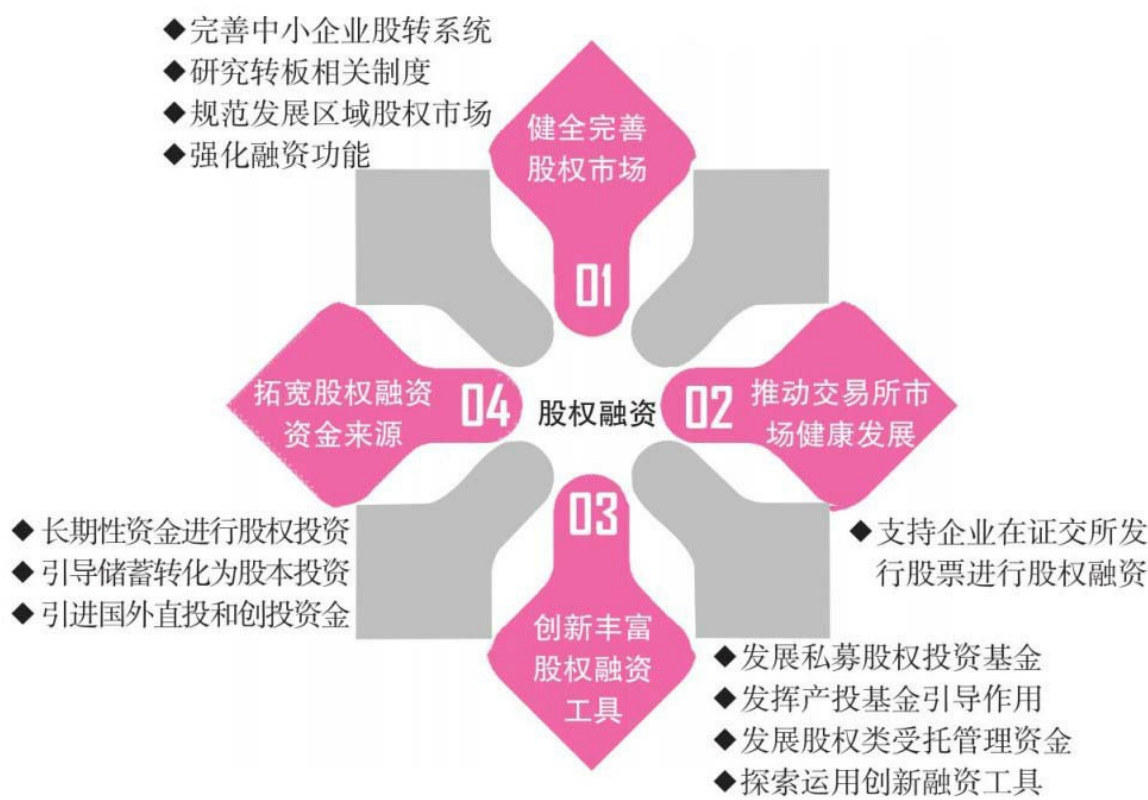 ◆完善中小企业股转系统
◆研究转板相关制度
◆规范发展区域股权市场
◆强化融资功能
健全完善
股权市场
01
拓宽股权融资
资金来源
04
股权融资
02
推动交易所市
场健康发展
03
创新丰富
股权融资
工具
◆长期性资金进行股权投资
◆引导储蓄转化为股本投资
◆引进国外直投和创投资金
◆支持企业在证交所发
行股票进行股权融资
◆发展私募股权投资基金
◆发挥产投基金引导作用
◆发展股权类受托管理资金
◆探索运用创新融资工具